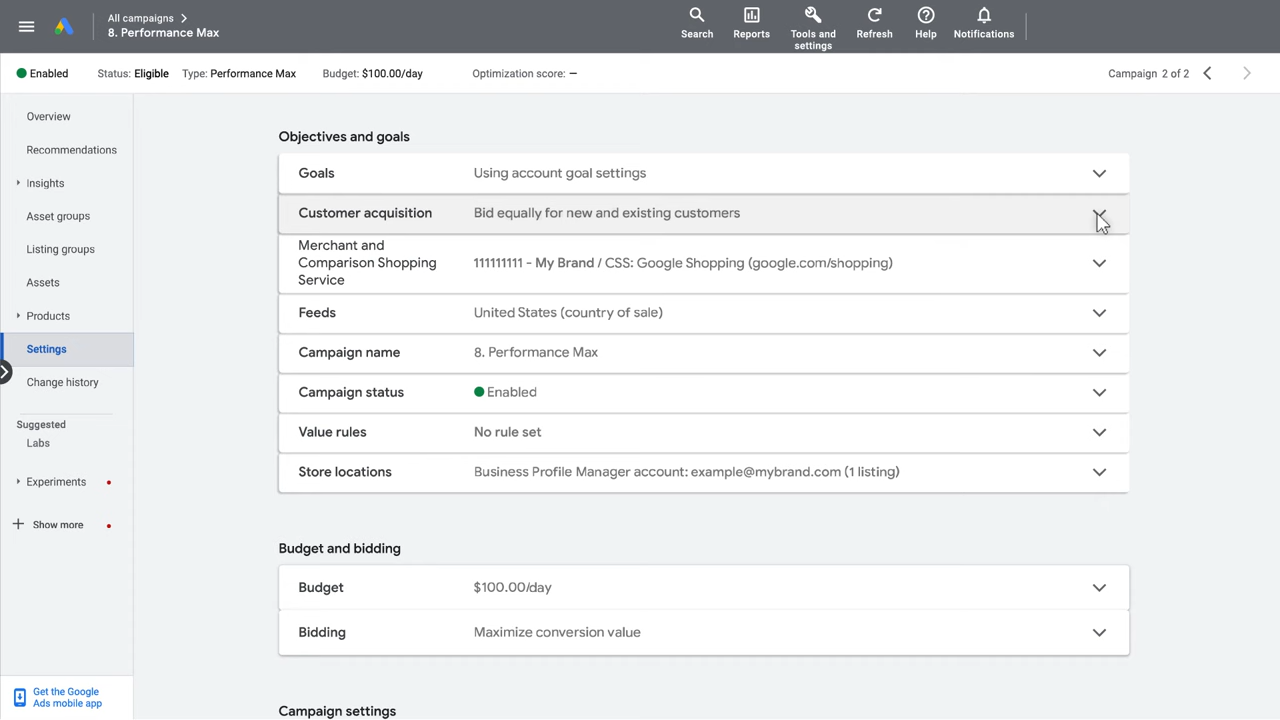 All campaigns
8. Performance Max
Search
Reports
Tools and
settings
Refresh
Help
Notifications
Enabled
Status: Eligible
Type: Performance Max
Budget: $100.00/day
Optimization score: –
Campaign 2 of 2
Overview
Recommendations
Insights
Asset groups
Listing groups
Assets
Products
Settings
Change history
Suggested
Labs
Experiments
Show more
Get the Google
Ads mobile app
Objectives and goals
Goals
Using account goal settings
Customer acquisition
Bid equally for new and existing customers
Merchant and
Comparison Shopping
Service
111111111 - My Brand / CSS: Google Shopping (google.com/shopping)
Feeds
United States (country of sale)
Campaign name
8. Performance Max
Campaign status
Enabled
Value rules
No rule set
Store locations
Business Profile Manager account: example@mybrand.com (1 listing)
Budget and bidding
Budget
$100.00/day
Bidding
Maximize conversion value
Campaign settings